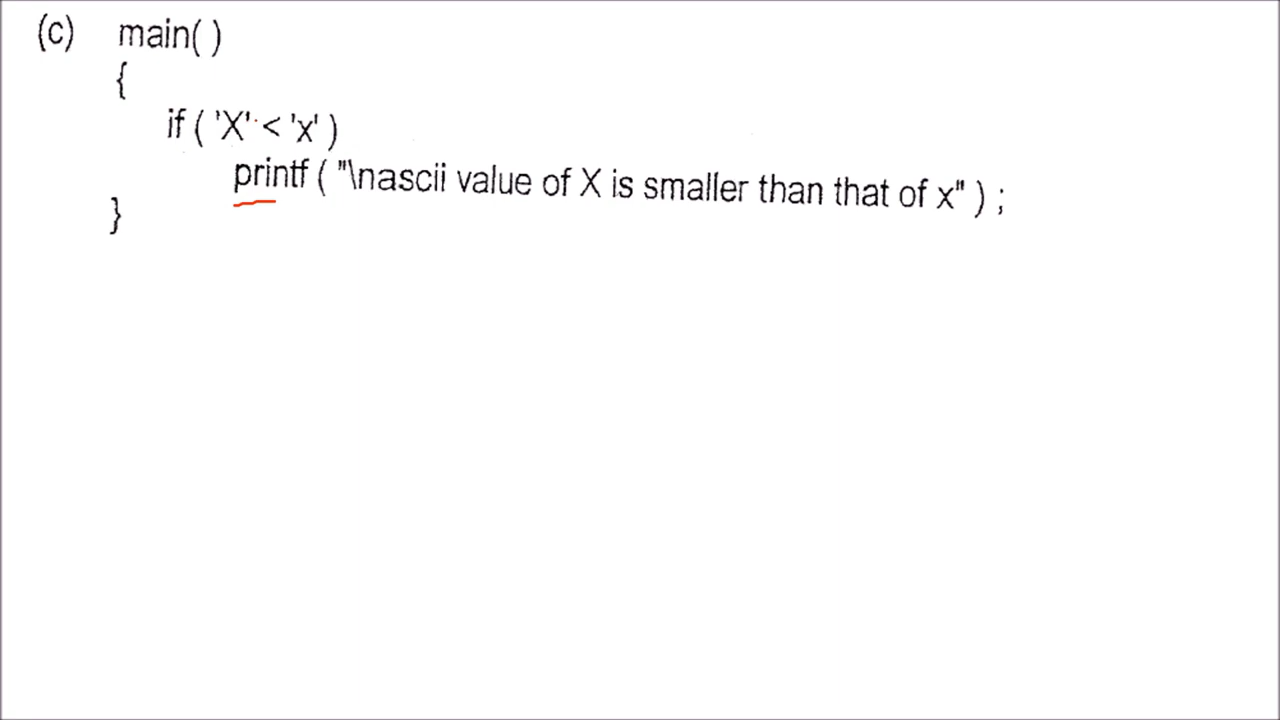 (c) main( )
{
if ( 'X' < 'x' )
printf ( "\nascii value of X is smaller than that of x" ) ;
}